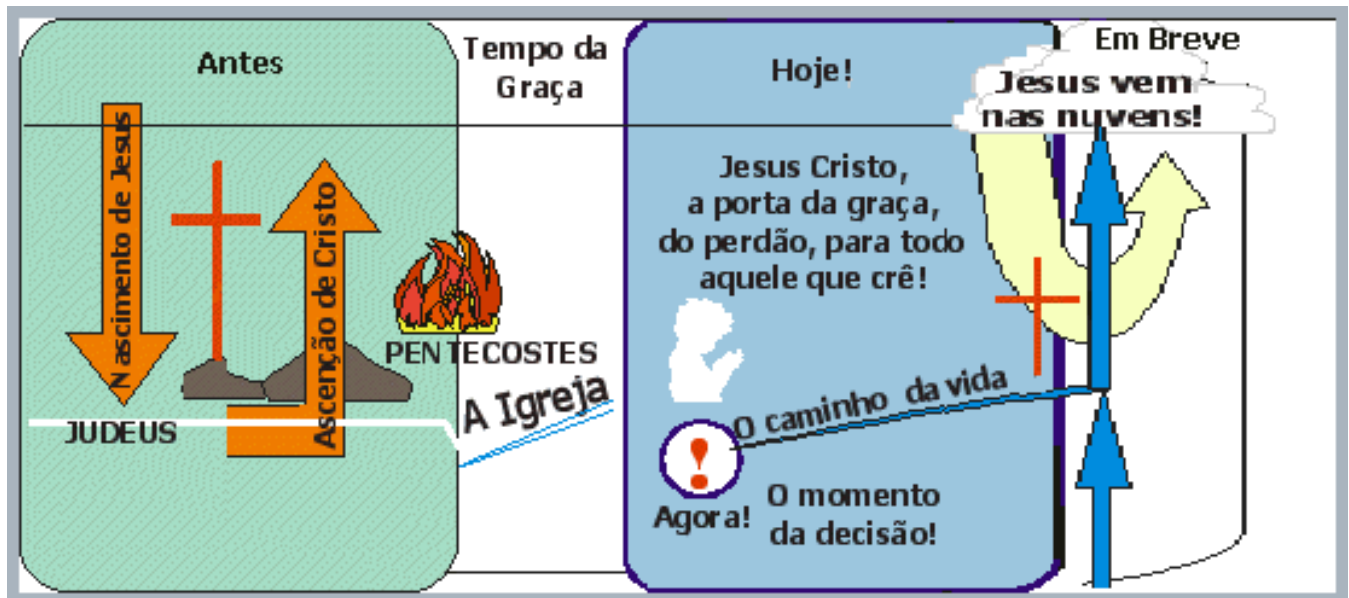 Antes
Nascimento de Jesus
Ascenção de Cristo
JUDEUS
Tempo da
Graça
PENTECOSTES
A Igreja
Hoje!
Jesus Cristo,
a porta da graça,
do perdão, para todo
aquele que crê!
O caminho da vida
!
Agora!
O momento
da decisão!
Em Breve
Jesus vem
nas nuvens!